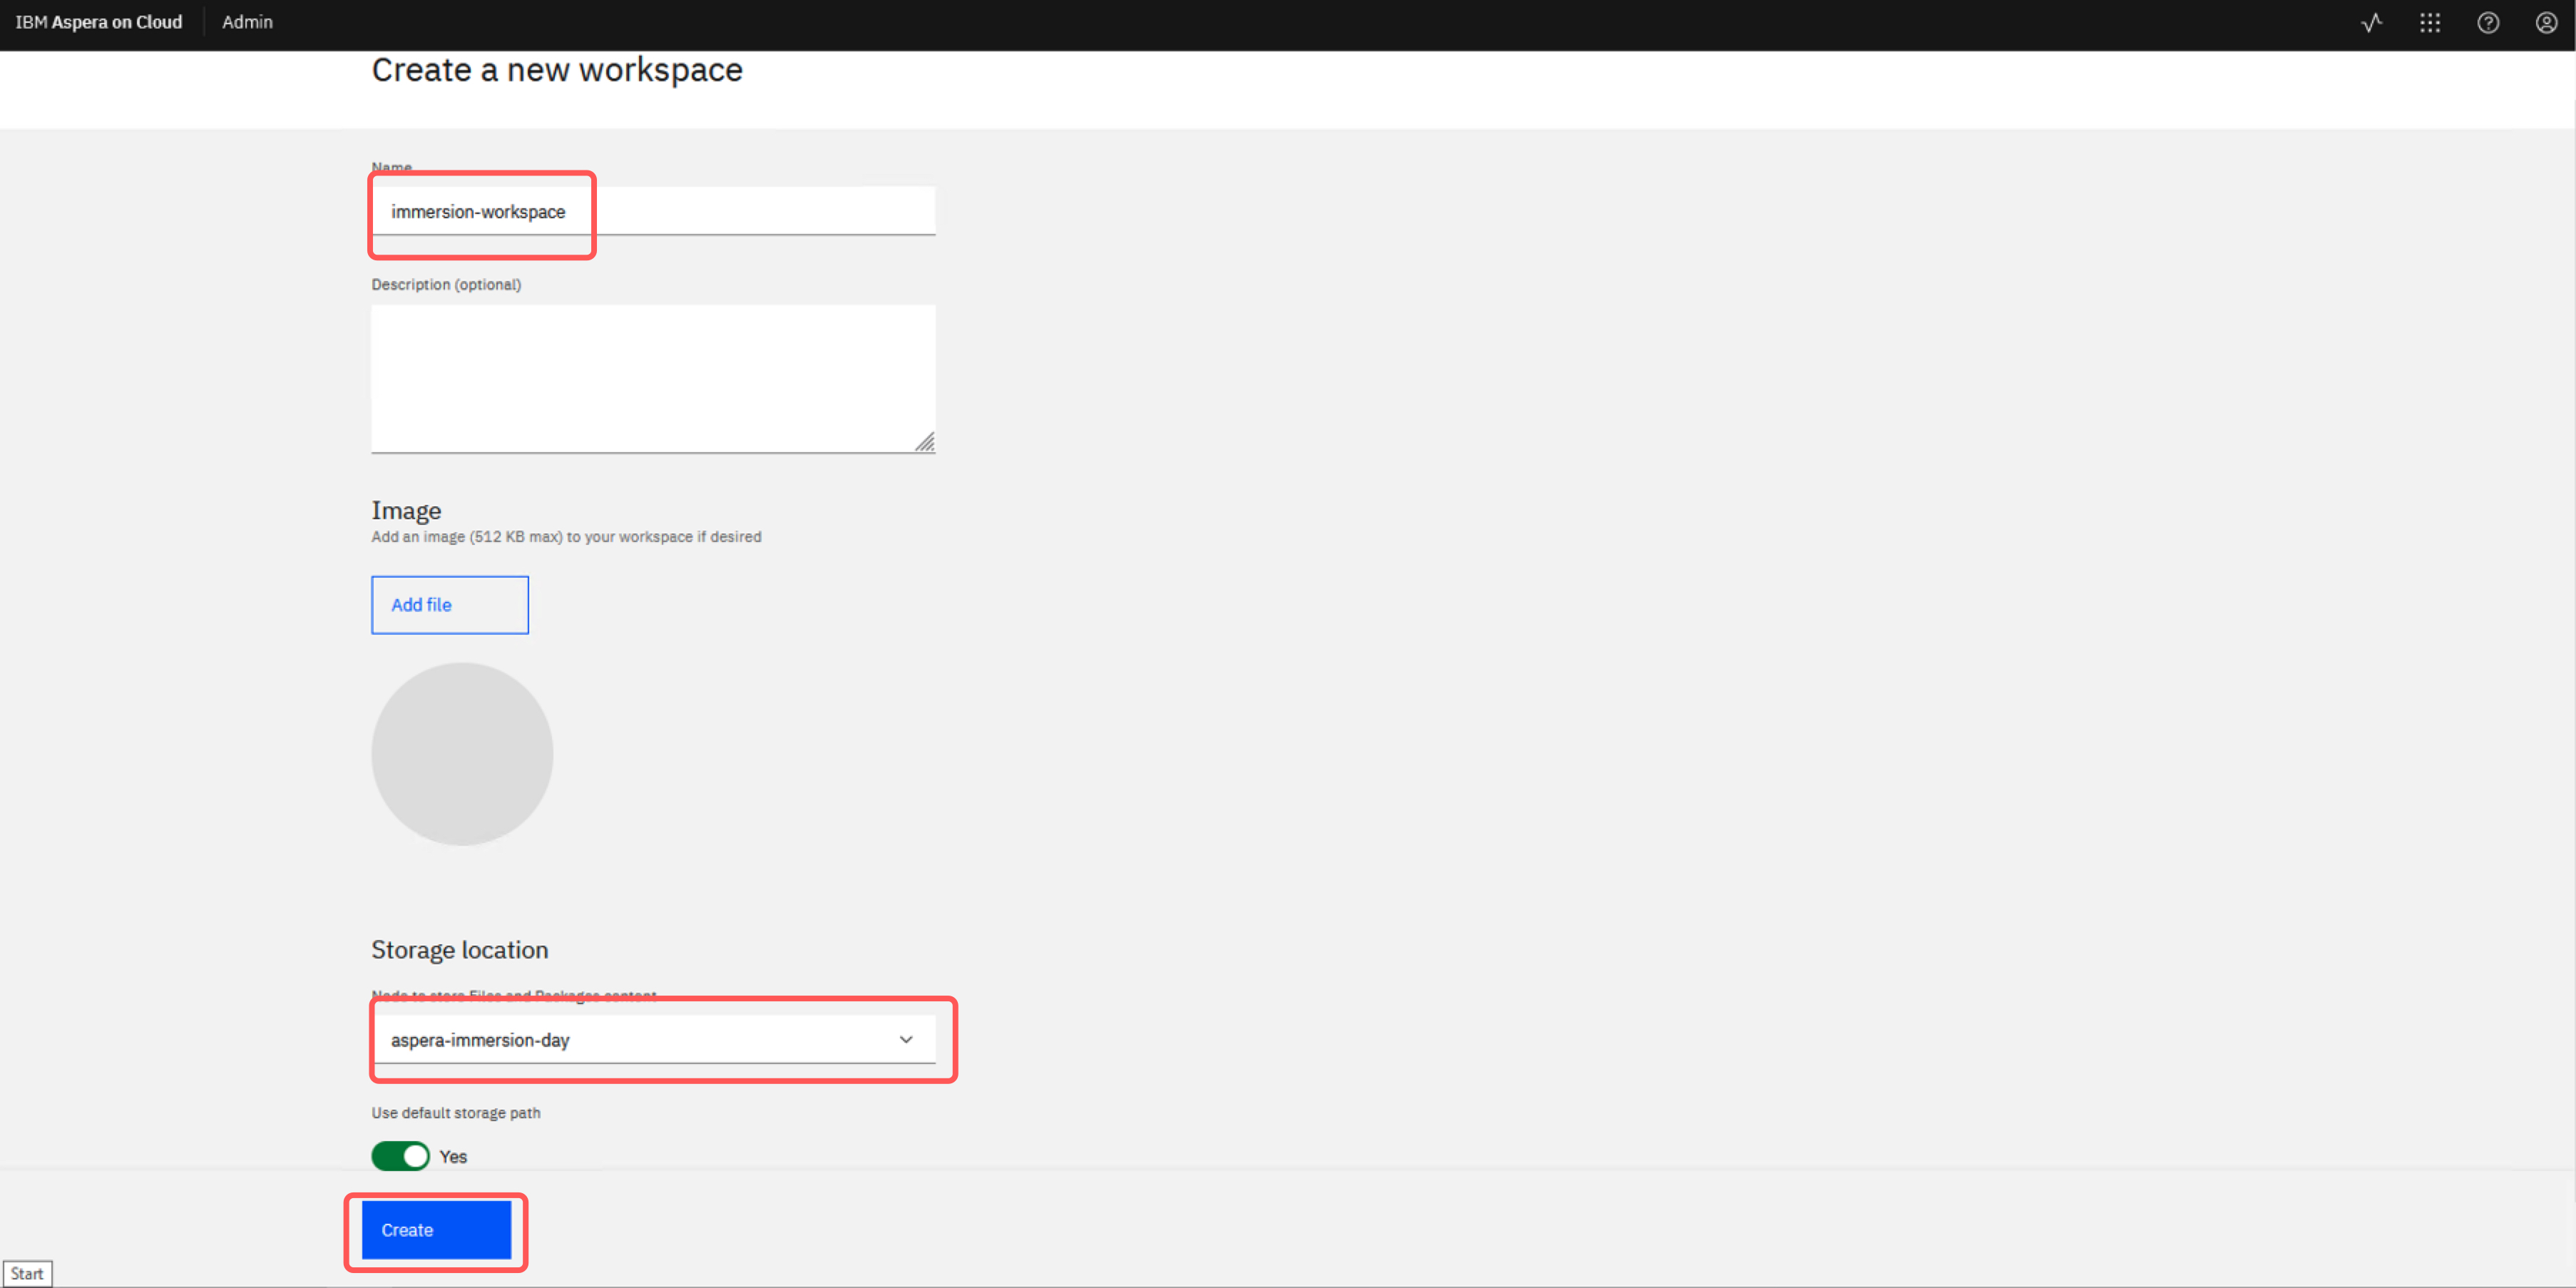 IBM Aspera on Cloud Admin
Create a new workspace
Name
immersion-workspace
Description (optional)
Image
Add an image (512 KB max) to your workspace if desired
Add file
Storage location
Node to store Files and Packages content
aspera-immersion-day
Use default storage path
Yes
Create
Start